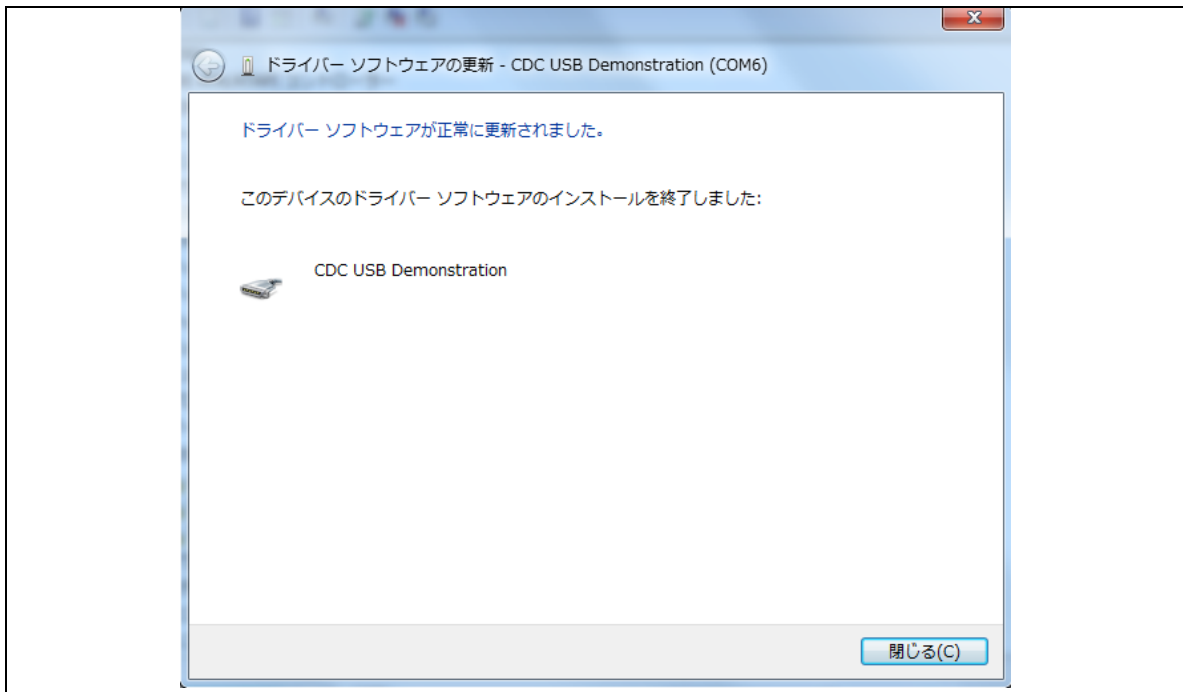 ドライバー ソフトウェアの更新 - CDC USB Demonstration (COM6)
ドライバー ソフトウェアが正常に更新されました。
このデバイスのドライバー ソフトウェアのインストールを終了しました:
CDC USB Demonstration
閉じる(C)